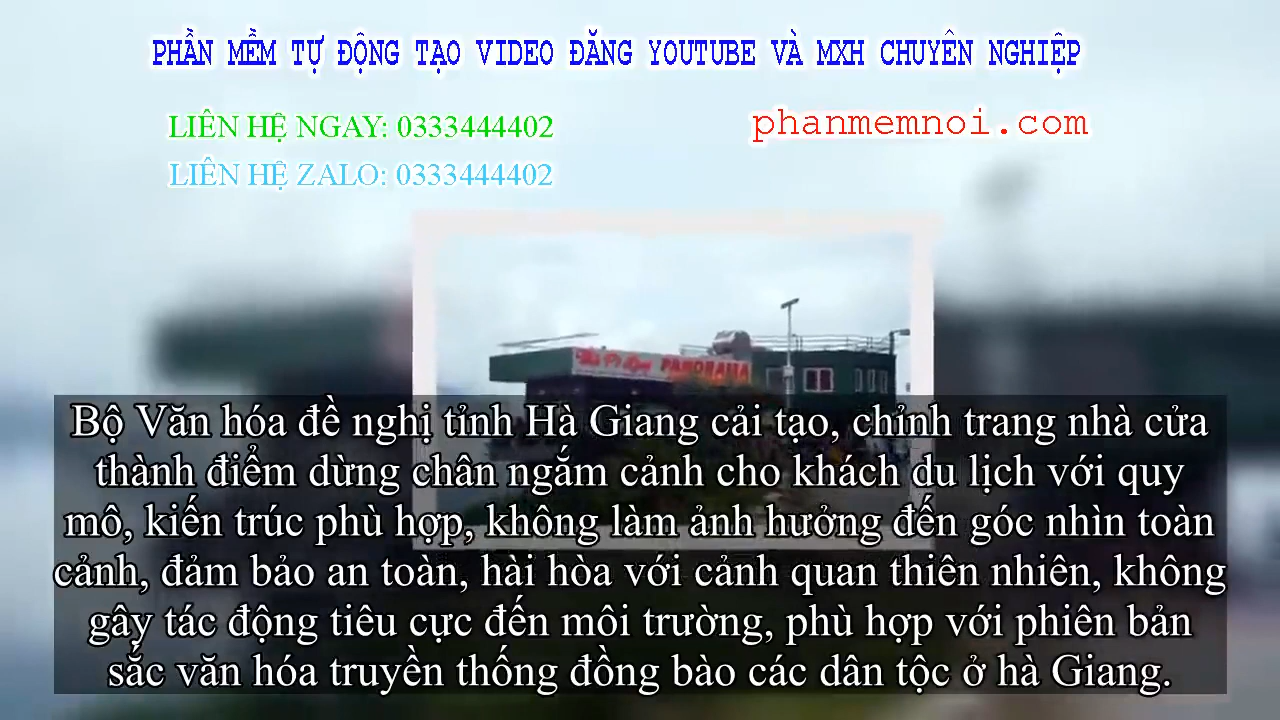 PHẦN MỀM TỰ ĐỘNG TẠO VIDEO ĐĂNG YOUTUBE VÀ MXH CHUYÊN NGHIỆP
LIÊN HỆ NGAY: 0333444402
phanmemnoi.com
LIÊN HỆ ZALO: 0333444402
Mã Pì Lèng PANORAMA
Bộ Văn hóa đề nghị tỉnh Hà Giang cải tạo, chỉnh trang nhà cửa
thành điểm dừng chân ngắm cảnh cho khách du lịch với quy
mô, kiến trúc phù hợp, không làm ảnh hưởng đến góc nhìn toàn
cảnh, đảm bảo an toàn, hài hòa với cảnh quan thiên nhiên, không
gây tác động tiêu cực đến môi trường, phù hợp với phiên bản
sắc văn hóa truyền thống đồng bào các dân tộc ở hà Giang.